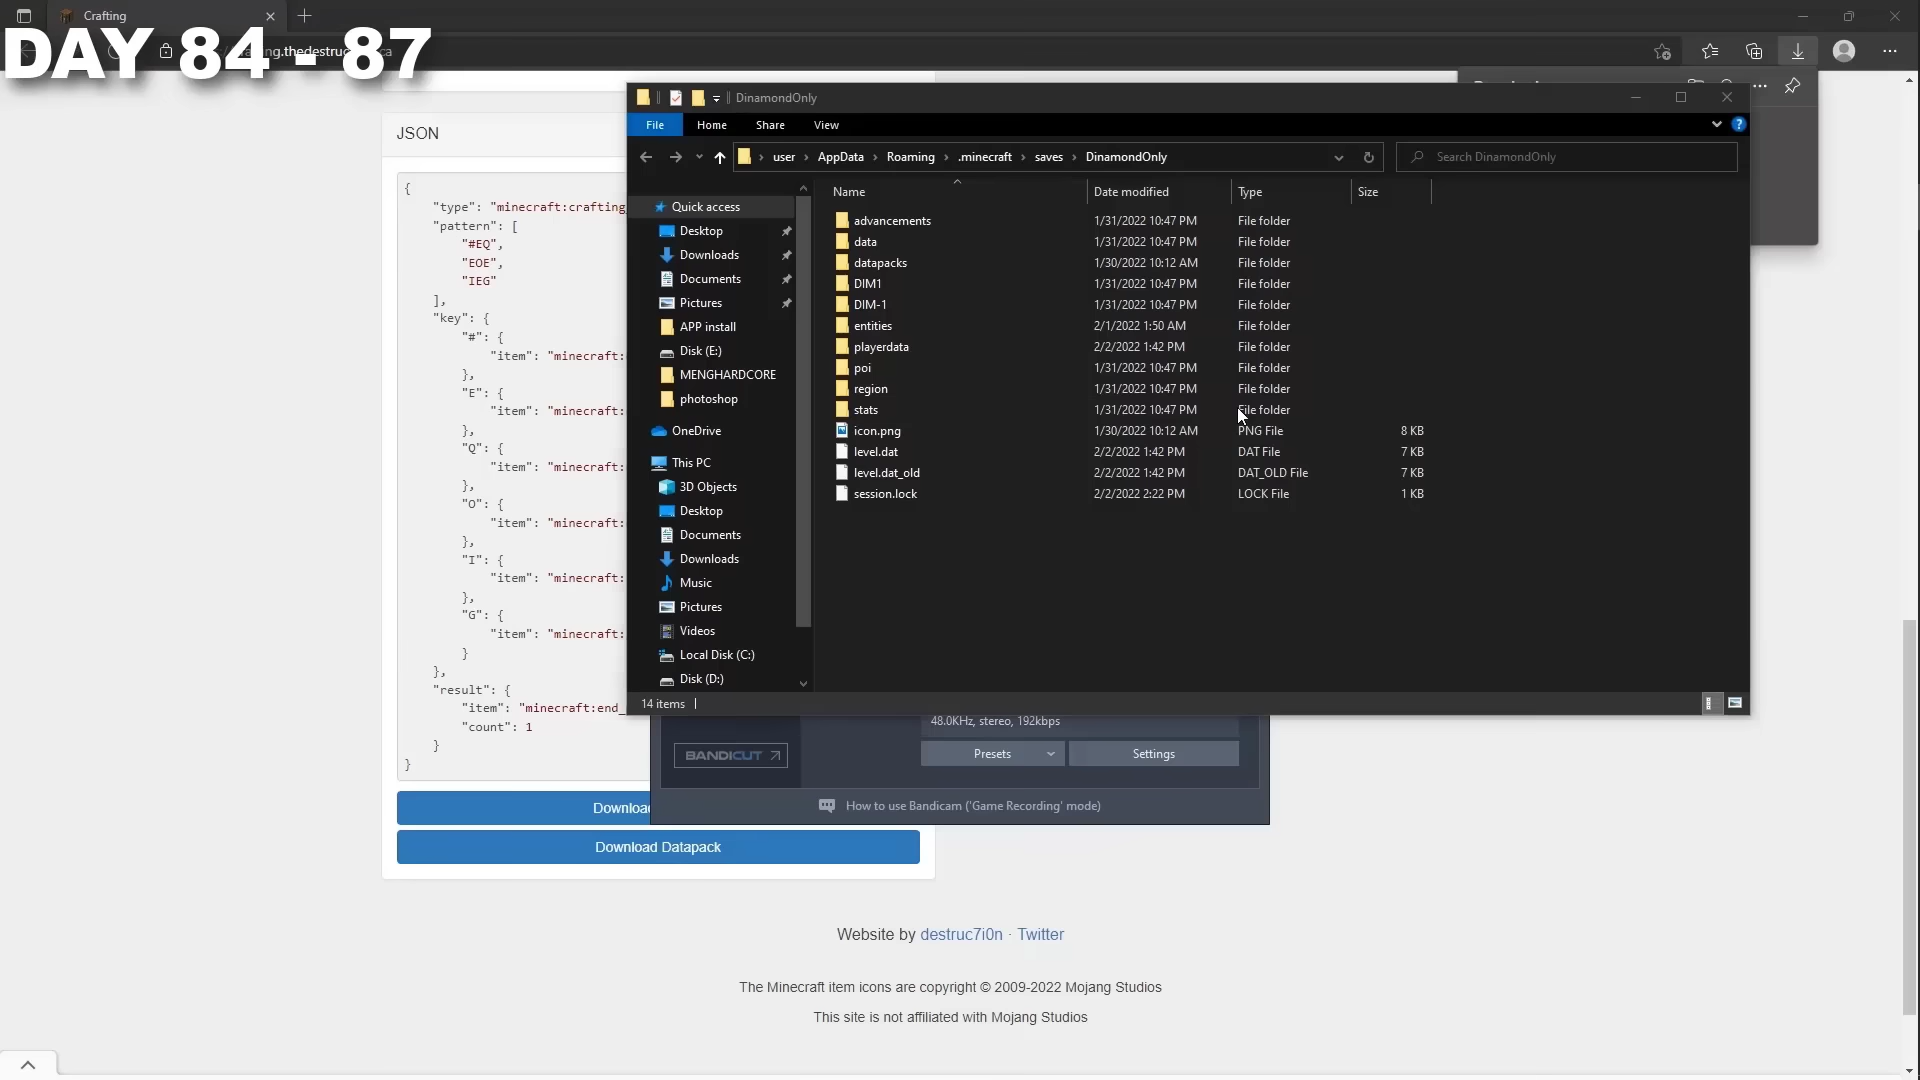 Crafting
DAY 84 - 87
ng.thedestruc
ca
JSON
{
"type": "minecraft:crafting_
"pattern": [
"#EQ",
"EOE",
"IEG"
],
"key": {
"#": {
"item": "minecraft:
},
"E": {
"item": "minecraft:
},
"Q": {
"item": "minecraft:
},
"O": {
"item": "minecraft:
},
"I": {
"item": "minecraft:
},
"G": {
"item": "minecraft:
}
},
"result": {
"item": "minecraft:end_
"count": 1
}
}
Download
Download Datapack
DinamondOnly
File Home Share View
user AppData Roaming .minecraft saves DinamondOnly
Search DinamondOnly
Quick access
Desktop
Downloads
Documents
Pictures
APP install
Disk (E:)
MENGHARDCORE
photoshop
OneDrive
This PC
3D Objects
Desktop
Documents
Downloads
Music
Pictures
Videos
Local Disk (C:)
Disk (D:)
Name Date modified Type Size
advancements 1/31/2022 10:47 PM File folder
data 1/31/2022 10:47 PM File folder
datapacks 1/30/2022 10:12 AM File folder
DIM1 1/31/2022 10:47 PM File folder
DIM-1 1/31/2022 10:47 PM File folder
entities 2/1/2022 1:50 AM File folder
playerdata 2/2/2022 1:42 PM File folder
poi 1/31/2022 10:47 PM File folder
region 1/31/2022 10:47 PM File folder
stats 1/31/2022 10:47 PM File folder
icon.png 1/30/2022 10:12 AM PNG File 8 KB
level.dat 2/2/2022 1:42 PM DAT File 7 KB
level.dat_old 2/2/2022 1:42 PM DAT_OLD File 7 KB
session.lock 2/2/2022 2:22 PM LOCK File 1 KB
14 items
48.0KHz, stereo, 192kbps
BANDICUT
Presets
Settings
How to use Bandicam ('Game Recording' mode)
Website by destruc7i0n · Twitter
The Minecraft item icons are copyright © 2009-2022 Mojang Studios
This site is not affiliated with Mojang Studios